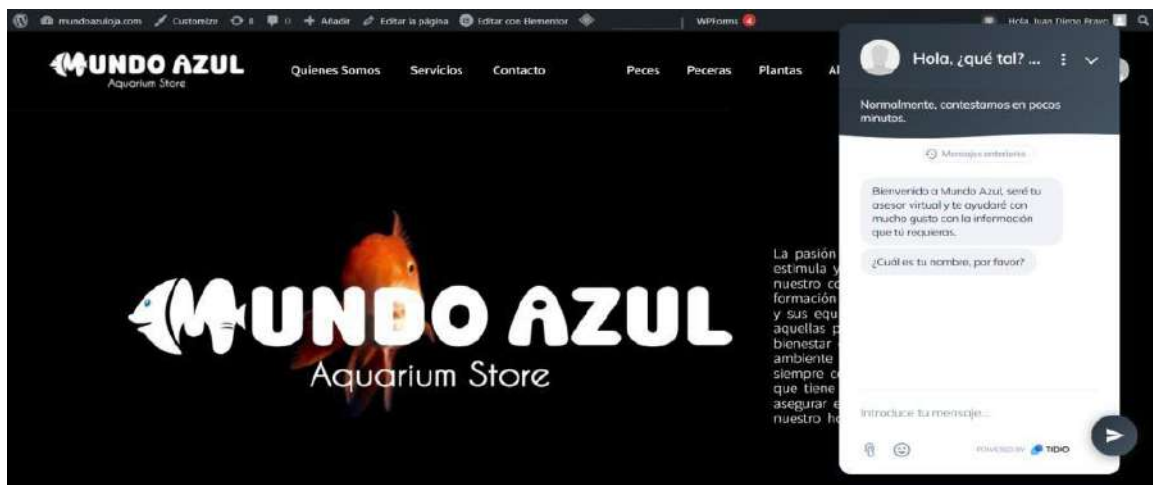 mundoazuloja.com Customize 8 0 Añadir Editar la página Editar con Elementor WPForms 4 Hola, Juan Diego Bravo
MUNDO AZUL
Aquarium Store
Quienes Somos Servicios Contacto Peces Peceras Plantas Al
Hola, ¿qué tal? ...
Normalmente, contestamos en pocos
minutos.
Mensajes anteriores
Bienvenido a Mundo Azul, seré tu
asesor virtual y te ayudaré con
mucho gusto con la información
que tú requieras.
¿Cuál es tu nombre, por favor?
La pasión
estimula y
nuestro co
formación
y sus equ
aquellas p
bienestar
ambiente
siempre c
que tiene
asegurar e
nuestro ho
MUNDO AZUL
Aquarium Store
Introduce tu mensaje...
POWERED BY TIDIO